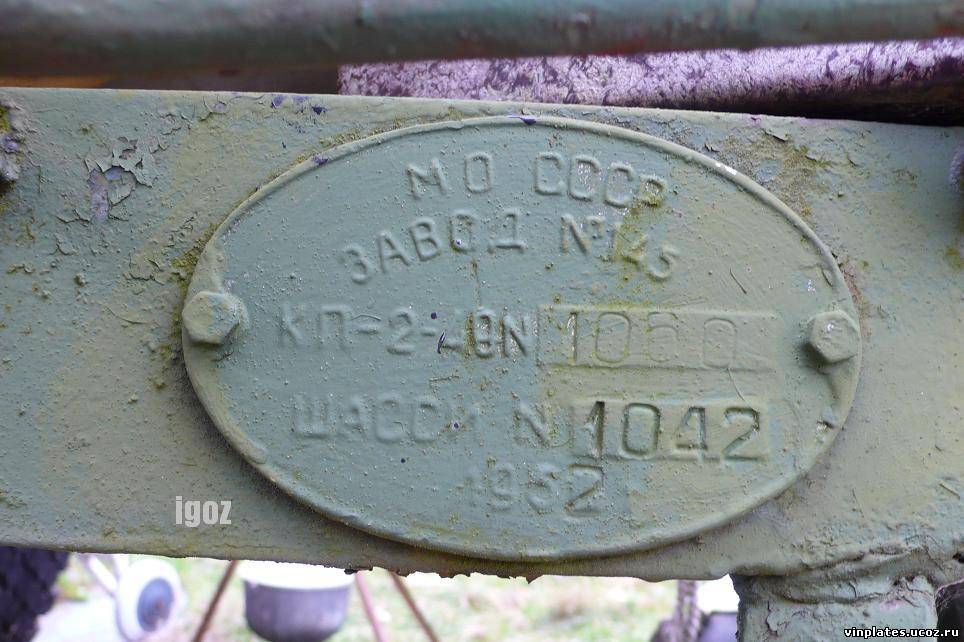 МО СССР
ЗАВОД №145
КП-2-48 N 1060
ШАССИ N 1042
1952
igoz
vinplates.ucoz.ru